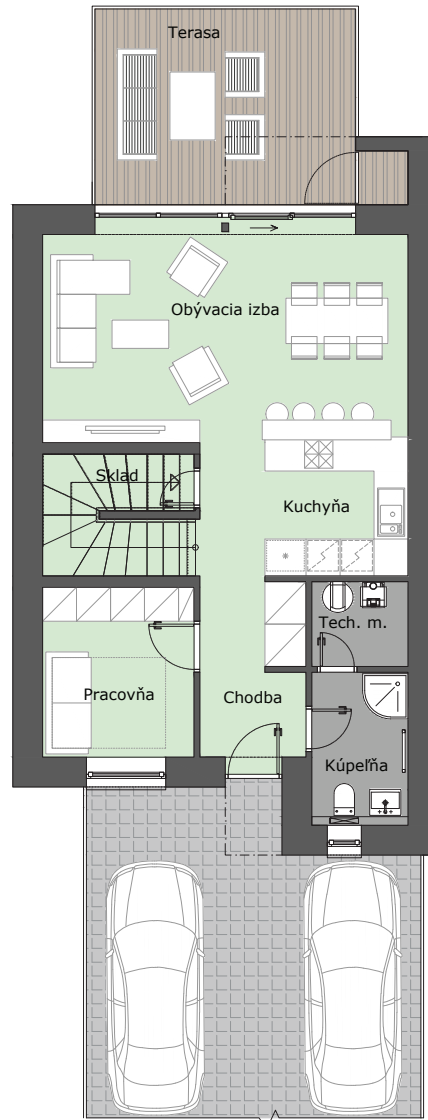 Terasa
Obývacia izba
Sklad
Kuchyňa
Tech. m.
Pracovňa
Chodba
Kúpeľňa